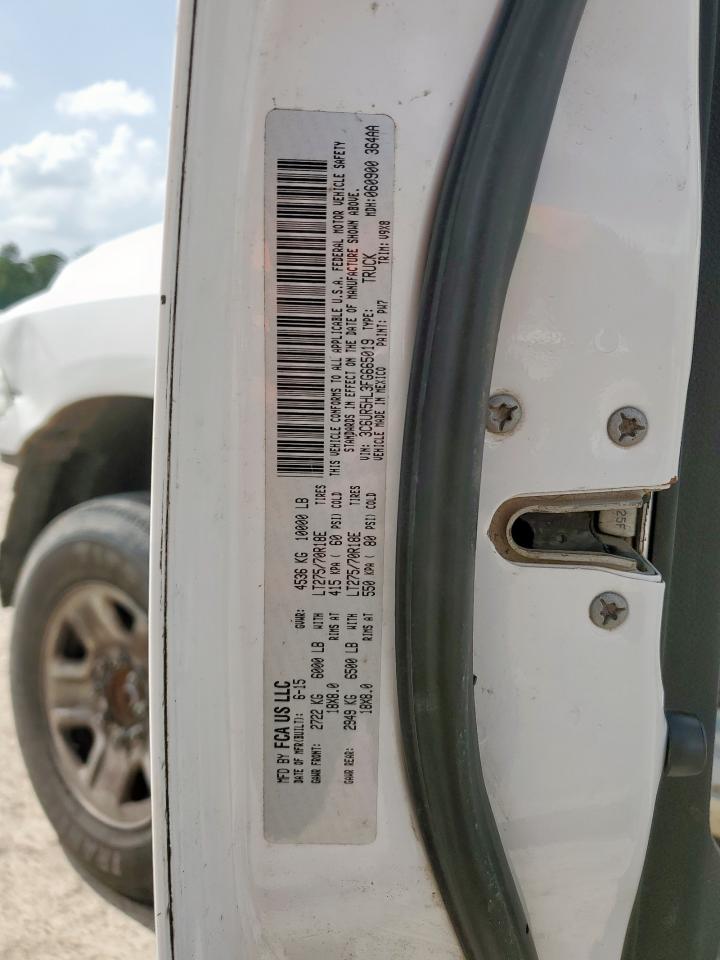 MFD BY FCA US LLC
DATE OF MFR(BUILT): 6-15 GVWR: 4536 KG 10000 LB
GAWR FRONT: 2722 KG 6000 LB WITH LT275/70R18E TIRES
18X8.0 RIMS AT 415 KPA ( 60 PSI) COLD
GAWR REAR: 2949 KG 6500 LB WITH LT275/70R18E TIRES
18X8.0 RIMS AT 550 KPA ( 80 PSI) COLD
THIS VEHICLE CONFORMS TO ALL APPLICABLE U.S.A. FEDERAL MOTOR VEHICLE SAFETY
STANDARDS IN EFFECT ON THE DATE OF MANUFACTURE SHOWN ABOVE.
VIN: 3C6UR5HL3FG665019 TYPE: TRUCK MDH:060900 364AA
VEHICLE MADE IN MEXICO PAINT: PW7 TRIM: V9X8
25F